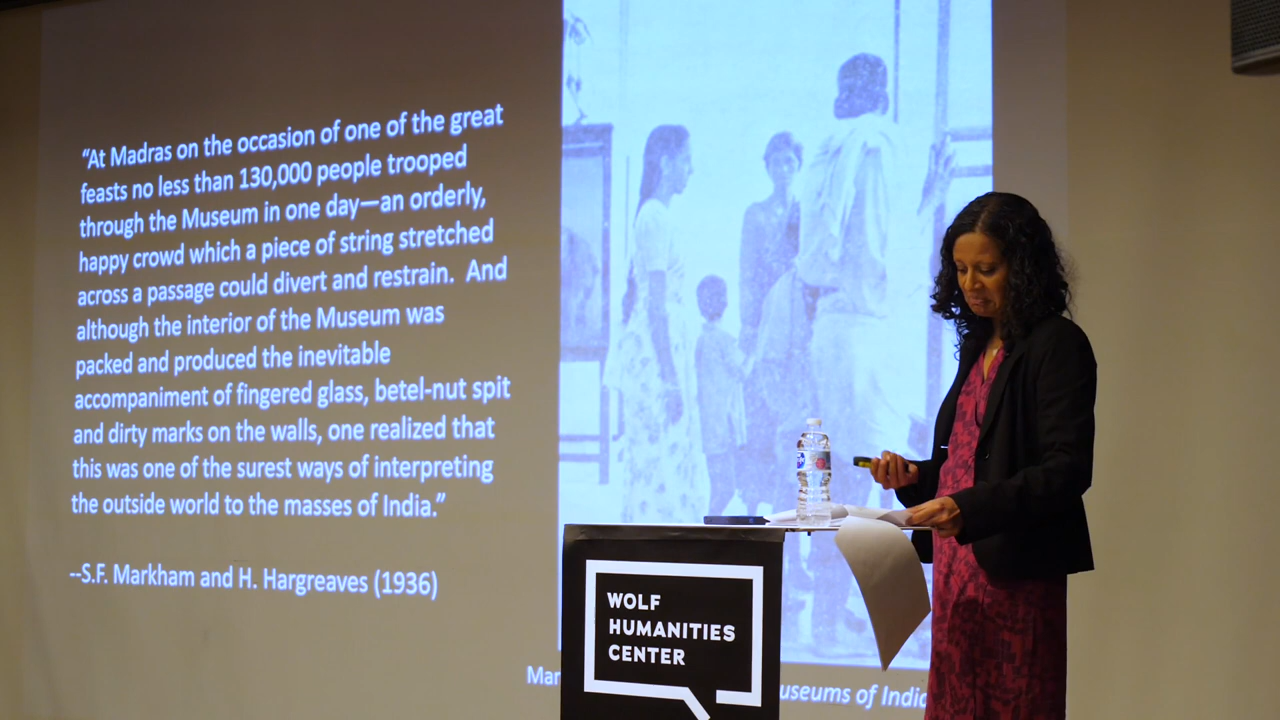 “At Madras on the occasion of one of the great
feasts no less than 130,000 people trooped
through the Museum in one day—an orderly,
happy crowd which a piece of string stretched
across a passage could divert and restrain.  And
although the interior of the Museum was
packed and produced the inevitable
accompaniment of fingered glass, betel-nut spit
and dirty marks on the walls, one realized that
this was one of the surest ways of interpreting
the outside world to the masses of India.”
--S.F. Markham and H. Hargreaves (1936)
WOLF
HUMANITIES
CENTER
of India